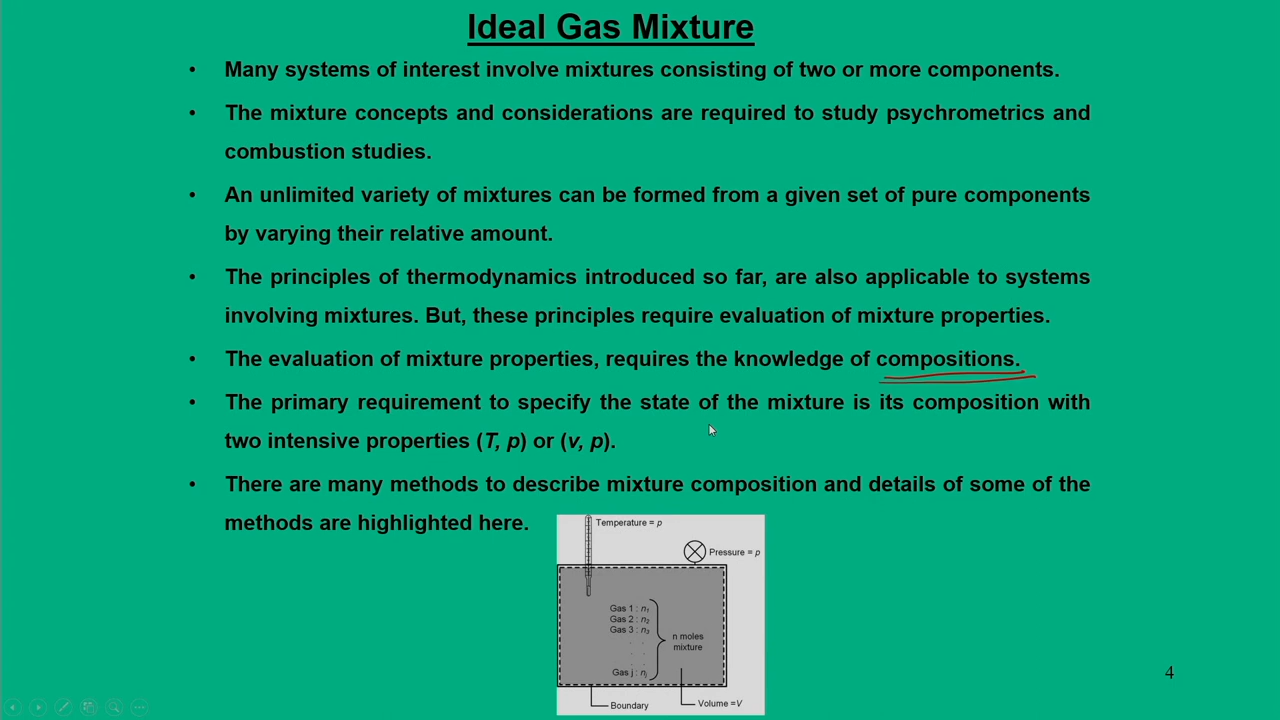 Ideal Gas Mixture
• Many systems of interest involve mixtures consisting of two or more components.
• The mixture concepts and considerations are required to study psychrometrics and
combustion studies.
• An unlimited variety of mixtures can be formed from a given set of pure components
by varying their relative amount.
• The principles of thermodynamics introduced so far, are also applicable to systems
involving mixtures. But, these principles require evaluation of mixture properties.
• The evaluation of mixture properties, requires the knowledge of compositions.
• The primary requirement to specify the state of the mixture is its composition with
two intensive properties (T, p) or (v, p).
• There are many methods to describe mixture composition and details of some of the
methods are highlighted here.
Temperature = p
Pressure = p
Gas 1 : n1
Gas 2 : n2
Gas 3 : n3
. .
. .
. .
Gas j : nj
n moles
mixture
Boundary
Volume =V
4